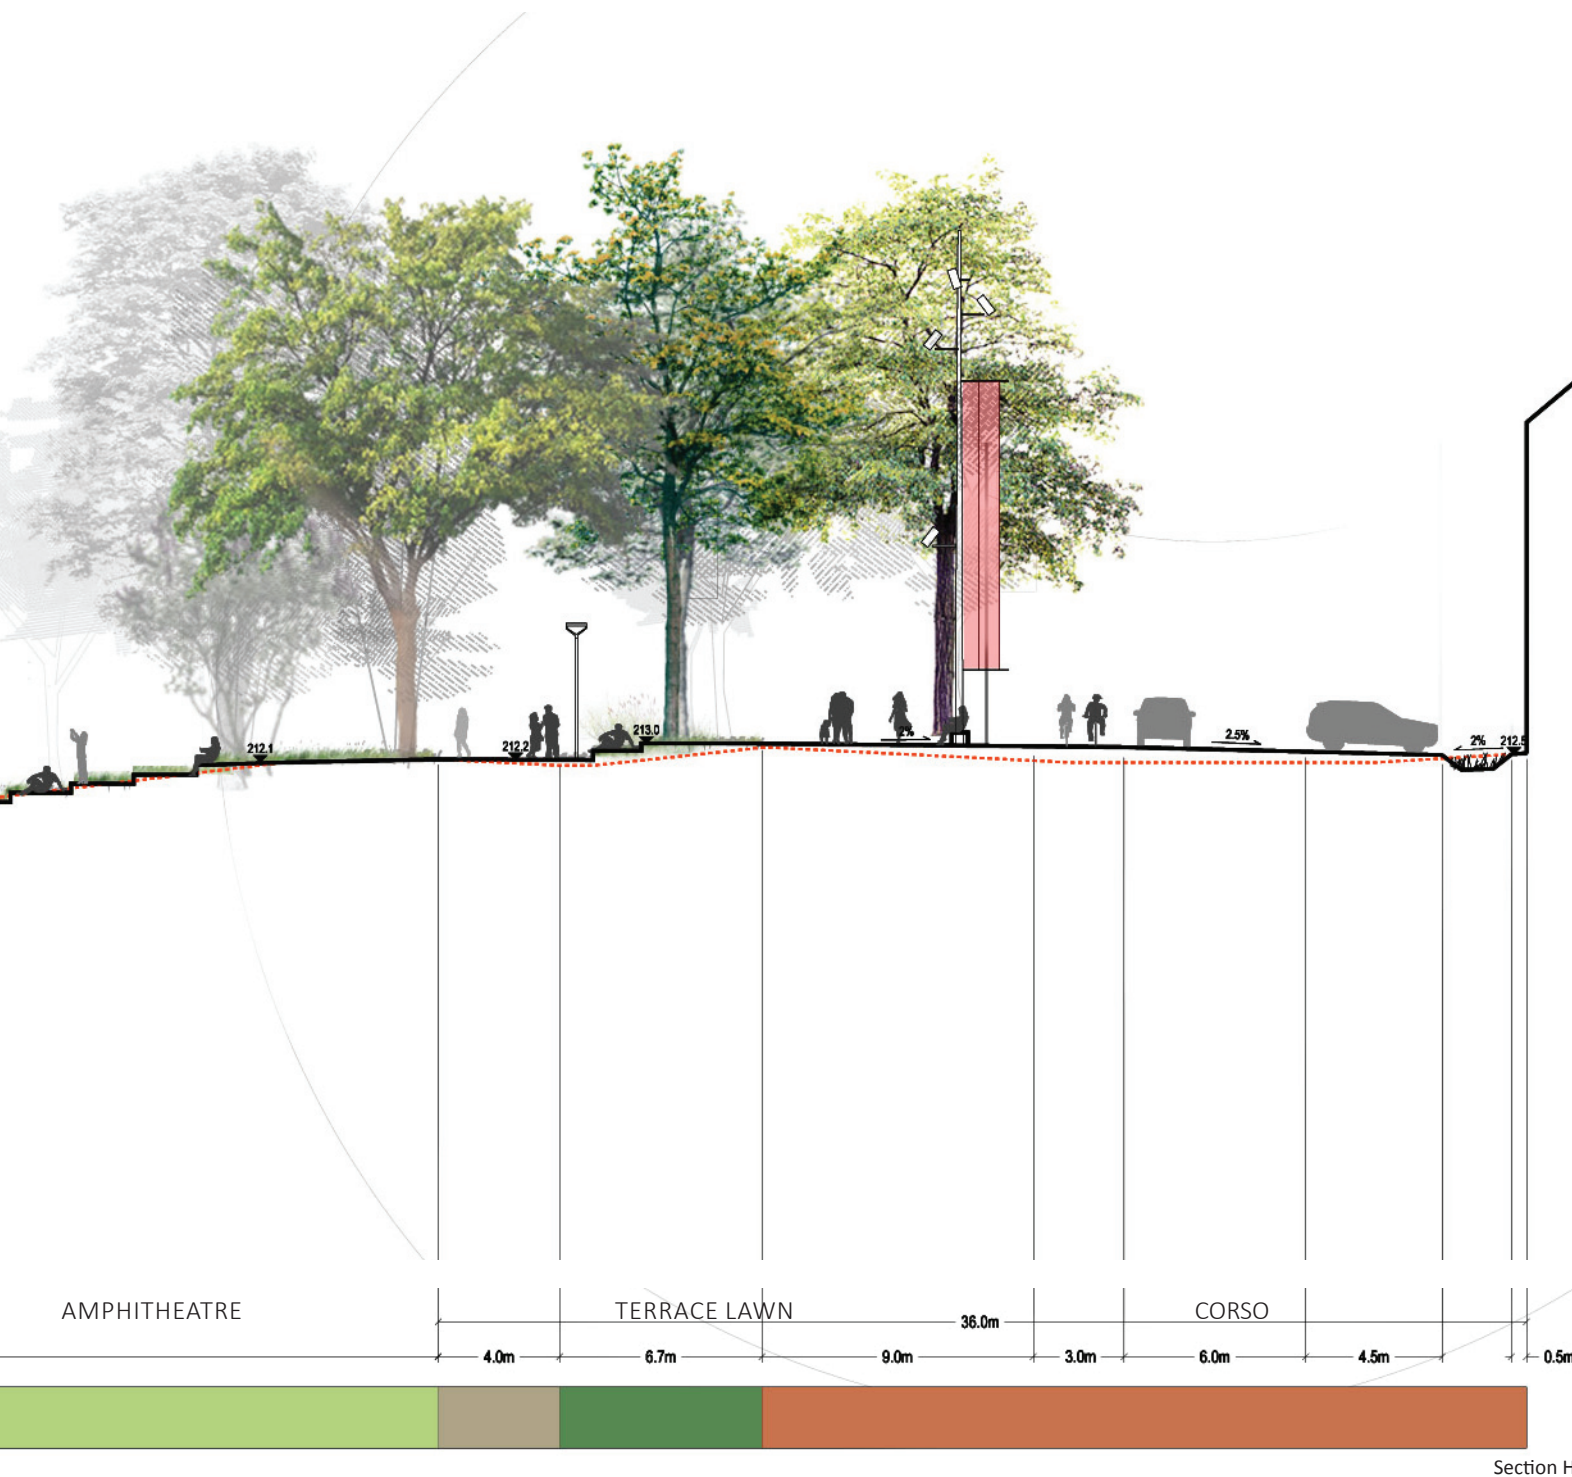 212.1
212.2
213.0
2%
2.5%
2%
212.5
AMPHITHEATRE
TERRACE LAWN
CORSO
36.0m
4.0m
6.7m
9.0m
3.0m
6.0m
4.5m
0.5m
Section H